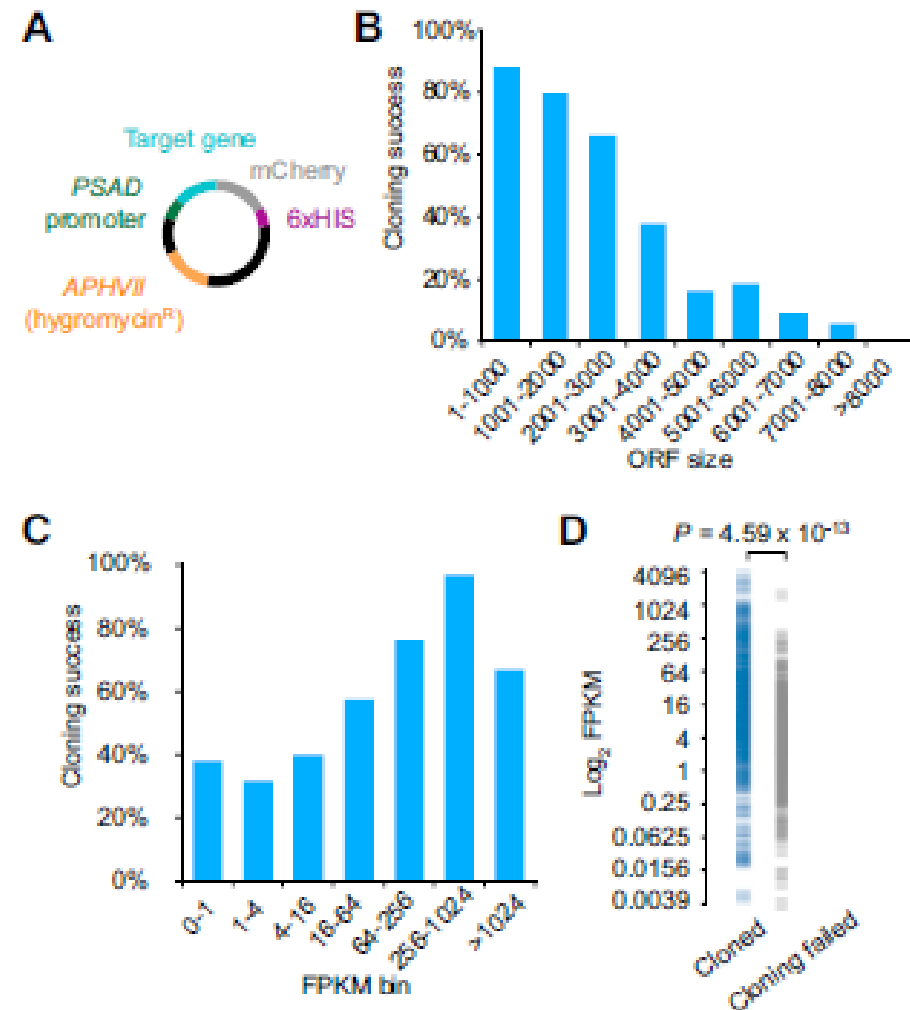 A
Target gene
mCherry
PSAD
promoter
6xHIS
APHVII
(hygromycinᴿ)
B
Cloning success
100%
80%
60%
40%
20%
0%
1-1000
1001-2000
2001-3000
3001-4000
4001-5000
5001-6000
6001-7000
7001-8000
>8000
ORF size
C
Cloning success
100%
80%
60%
40%
20%
0%
0-1
1-4
4-16
16-64
64-256
256-1024
>1024
FPKM bin
D
P = 4.59 x 10⁻¹³
Log₂ FPKM
4096
1024
256
64
16
4
1
0.25
0.0625
0.0156
0.0039
Cloned
Cloning failed